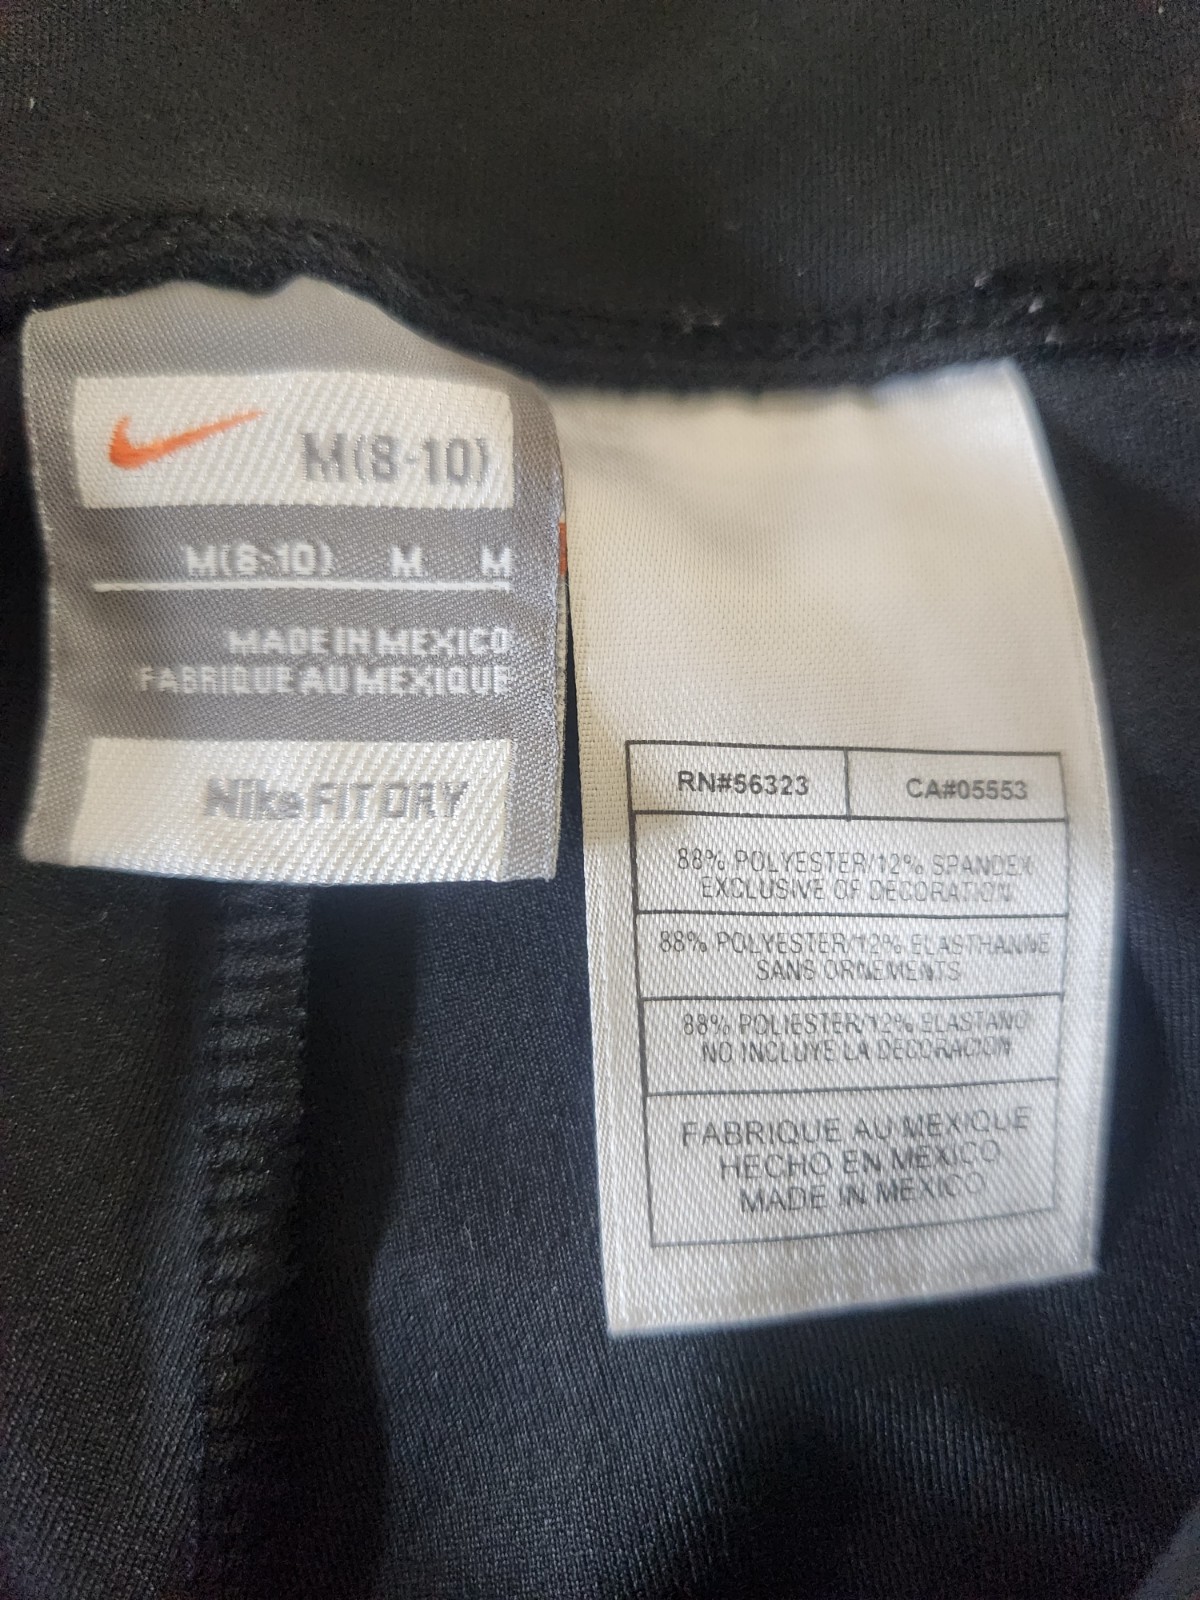 M(8-10)
M(8-10) M M
MADE IN MEXICO
FABRIQUE AU MEXIQUE
Nike FIT DRY
RN#56323 CA#05553
88% POLYESTER/12% SPANDEX
EXCLUSIVE OF DECORATION
88% POLYESTER/12% ELASTHANNE
SANS ORNEMENTS
88% POLIESTER/12% ELASTANO
NO INCLUYE LA DECORACION
FABRIQUE AU MEXIQUE
HECHO EN MEXICO
MADE IN MEXICO